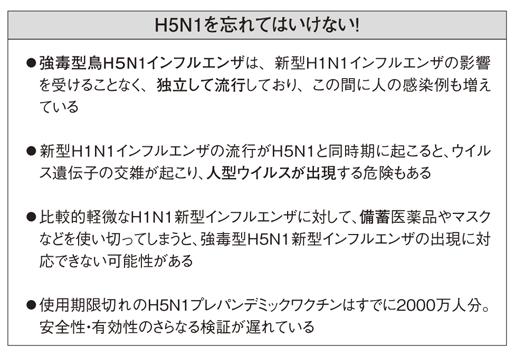 H5N1を忘れてはいけない!
●強毒型鳥H5N1インフルエンザは、新型H1N1インフルエンザの影響
を受けることなく、独立して流行しており、この間に人の感染例も増え
ている
●新型H1N1インフルエンザの流行がH5N1と同時期に起こると、ウイル
ス遺伝子の交雑が起こり、人型ウイルスが出現する危険もある
●比較的軽微なH1N1新型インフルエンザに対して、備蓄医薬品やマスク
などを使い切ってしまうと、強毒型H5N1新型インフルエンザの出現に対
応できない可能性がある
●使用期限切れのH5N1プレパンデミックワクチンはすでに2000万人分。
安全性・有効性のさらなる検証が遅れている